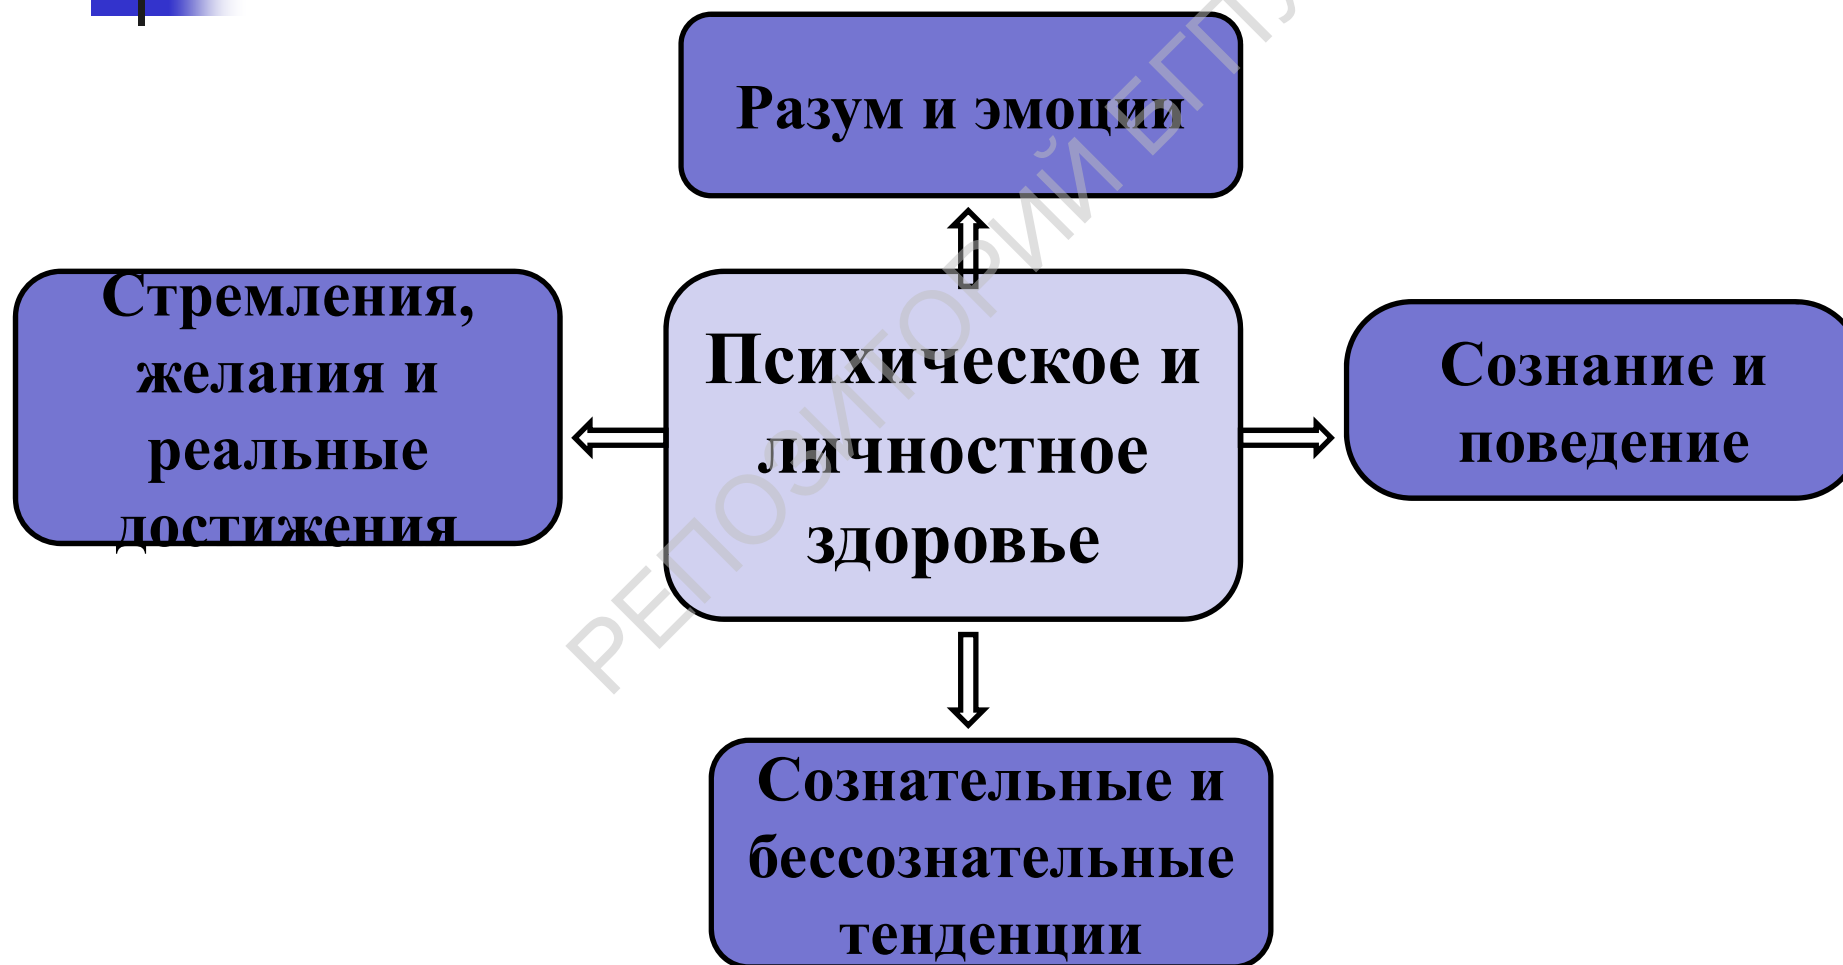 Разум и эмоции
Стремления,
желания и
реальные
достижения
Психическое и
личностное
здоровье
Сознание и
поведение
Сознательные и
бессознательные
тенденции
РЕПОЗИТОРИЙ БГПУ